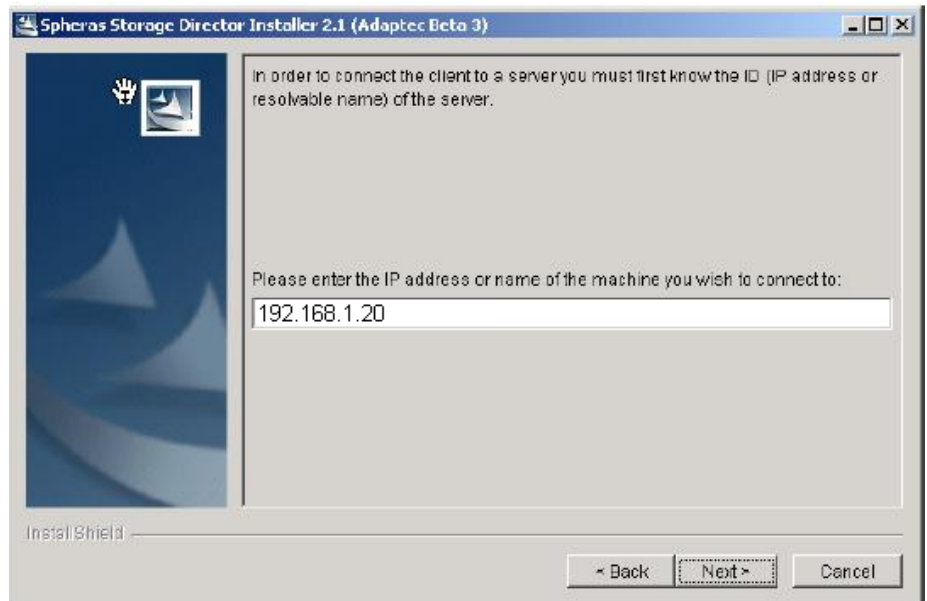 Spheras Storage Director Installer 2.1 (Adaptec Beta 3)
In order to connect the client to a server you must first know the ID (IP address or
resolvable name) of the server.
Please enter the IP address or name of the machine you wish to connect to:
192.168.1.20
InstallShield
< Back
Next >
Cancel